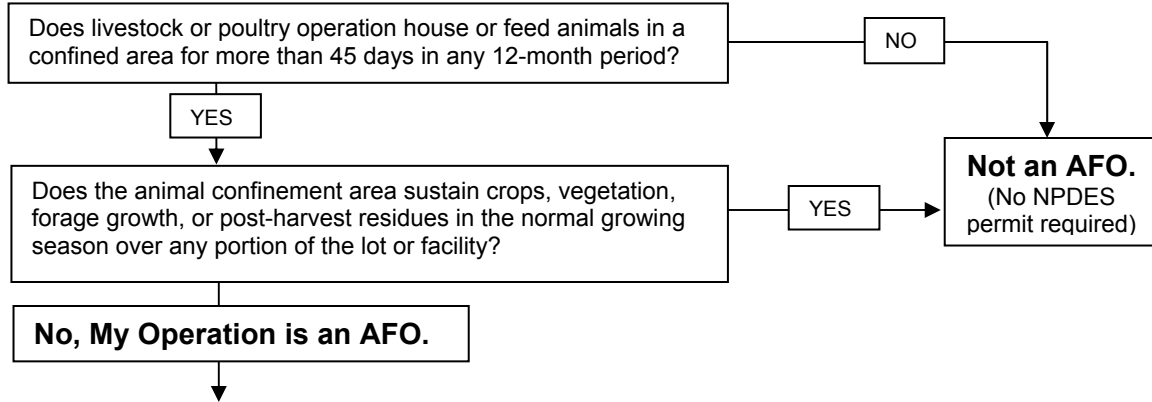 Does livestock or poultry operation house or feed animals in a
confined area for more than 45 days in any 12-month period?
NO
YES
Not an AFO.
(No NPDES
permit required)
Does the animal confinement area sustain crops, vegetation,
forage growth, or post-harvest residues in the normal growing
season over any portion of the lot or facility?
YES
No, My Operation is an AFO.